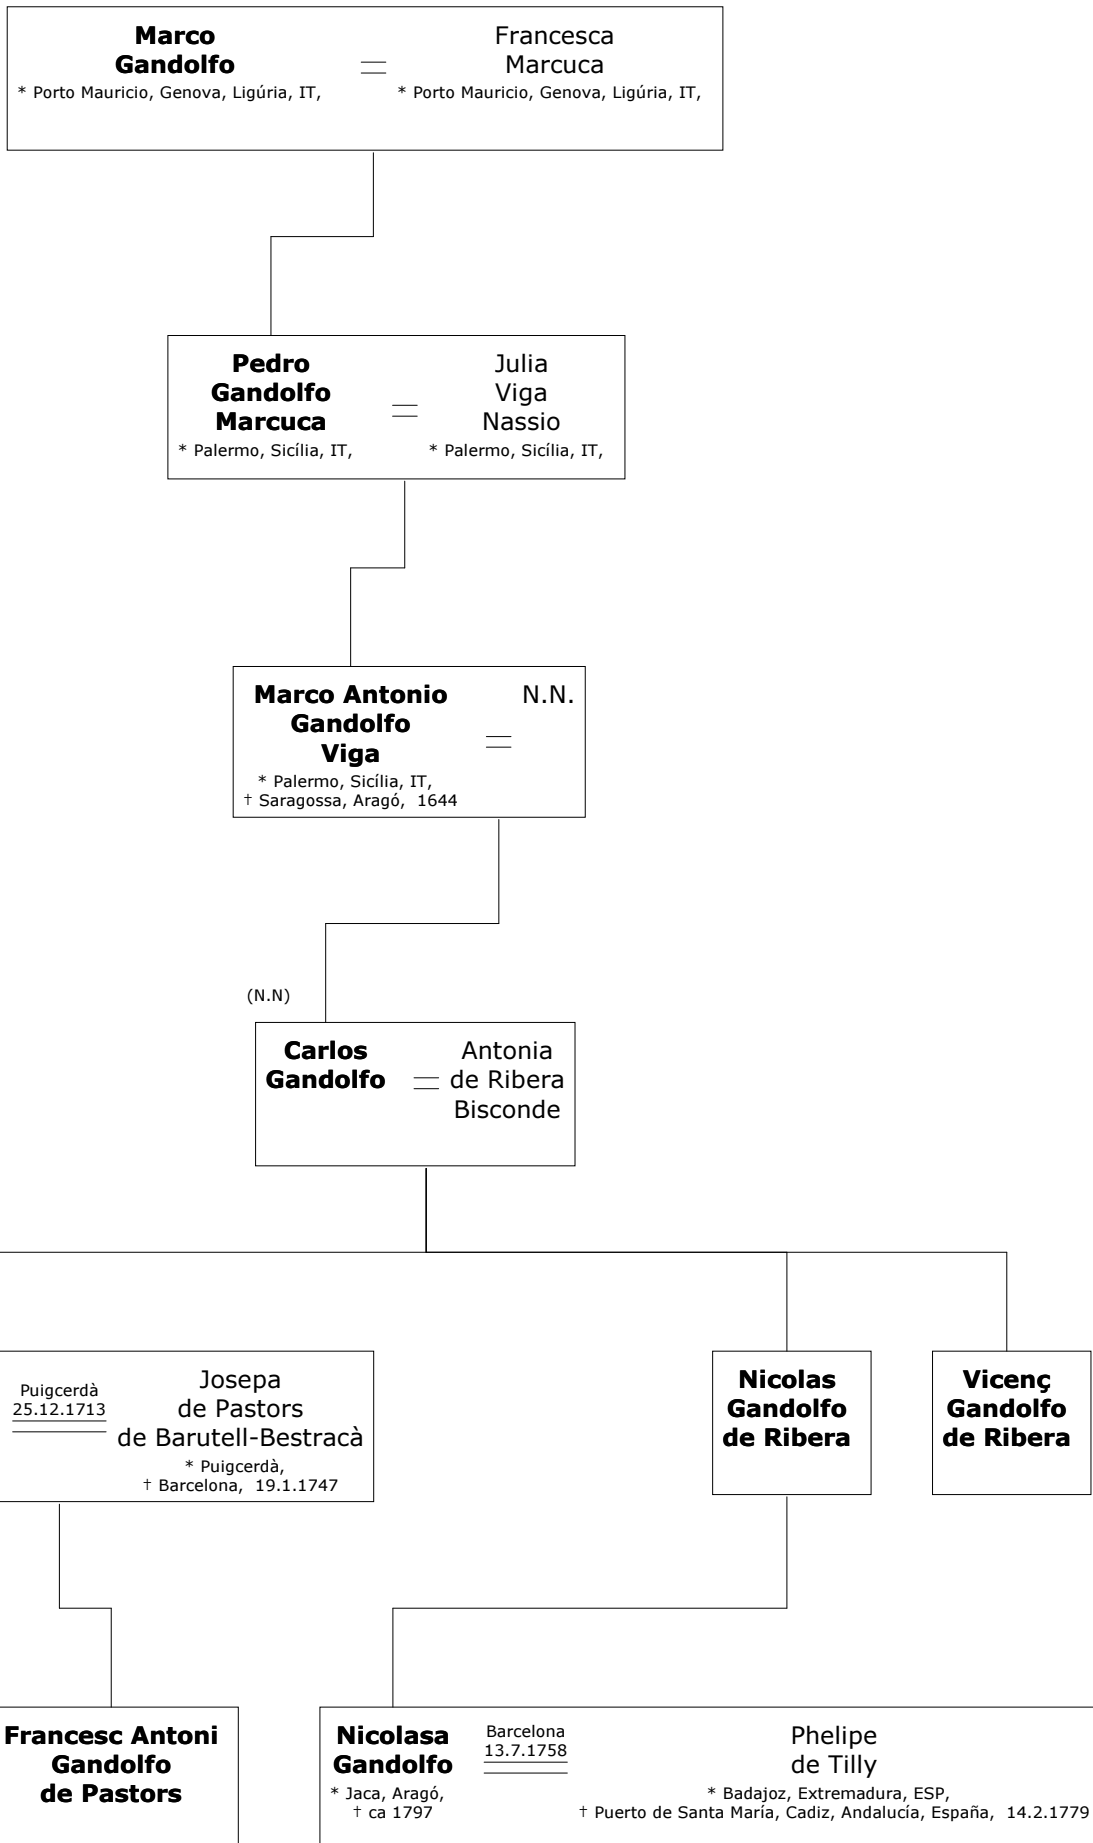 Marco
Gandolfo
* Porto Mauricio, Genova, Ligúria, IT,
Francesca
Marcuca
* Porto Mauricio, Genova, Ligúria, IT,
Pedro
Gandolfo
Marcuca
* Palermo, Sicília, IT,
Julia
Viga
Nassio
* Palermo, Sicília, IT,
Marco Antonio
Gandolfo
Viga
* Palermo, Sicília, IT,
† Saragossa, Aragó, 1644
N.N.
(N.N)
Carlos
Gandolfo
Antonia
de Ribera
Bisconde
Puigcerdà
25.12.1713
Josepa
de Pastors
de Barutell-Bestracà
* Puigcerdà,
† Barcelona, 19.1.1747
Nicolas
Gandolfo
de Ribera
Vicenç
Gandolfo
de Ribera
Francesc Antoni
Gandolfo
de Pastors
Nicolasa
Gandolfo
* Jaca, Aragó,
† ca 1797
Barcelona
13.7.1758
Phelipe
de Tilly
* Badajoz, Extremadura, ESP,
† Puerto de Santa María, Cadiz, Andalucía, España, 14.2.1779